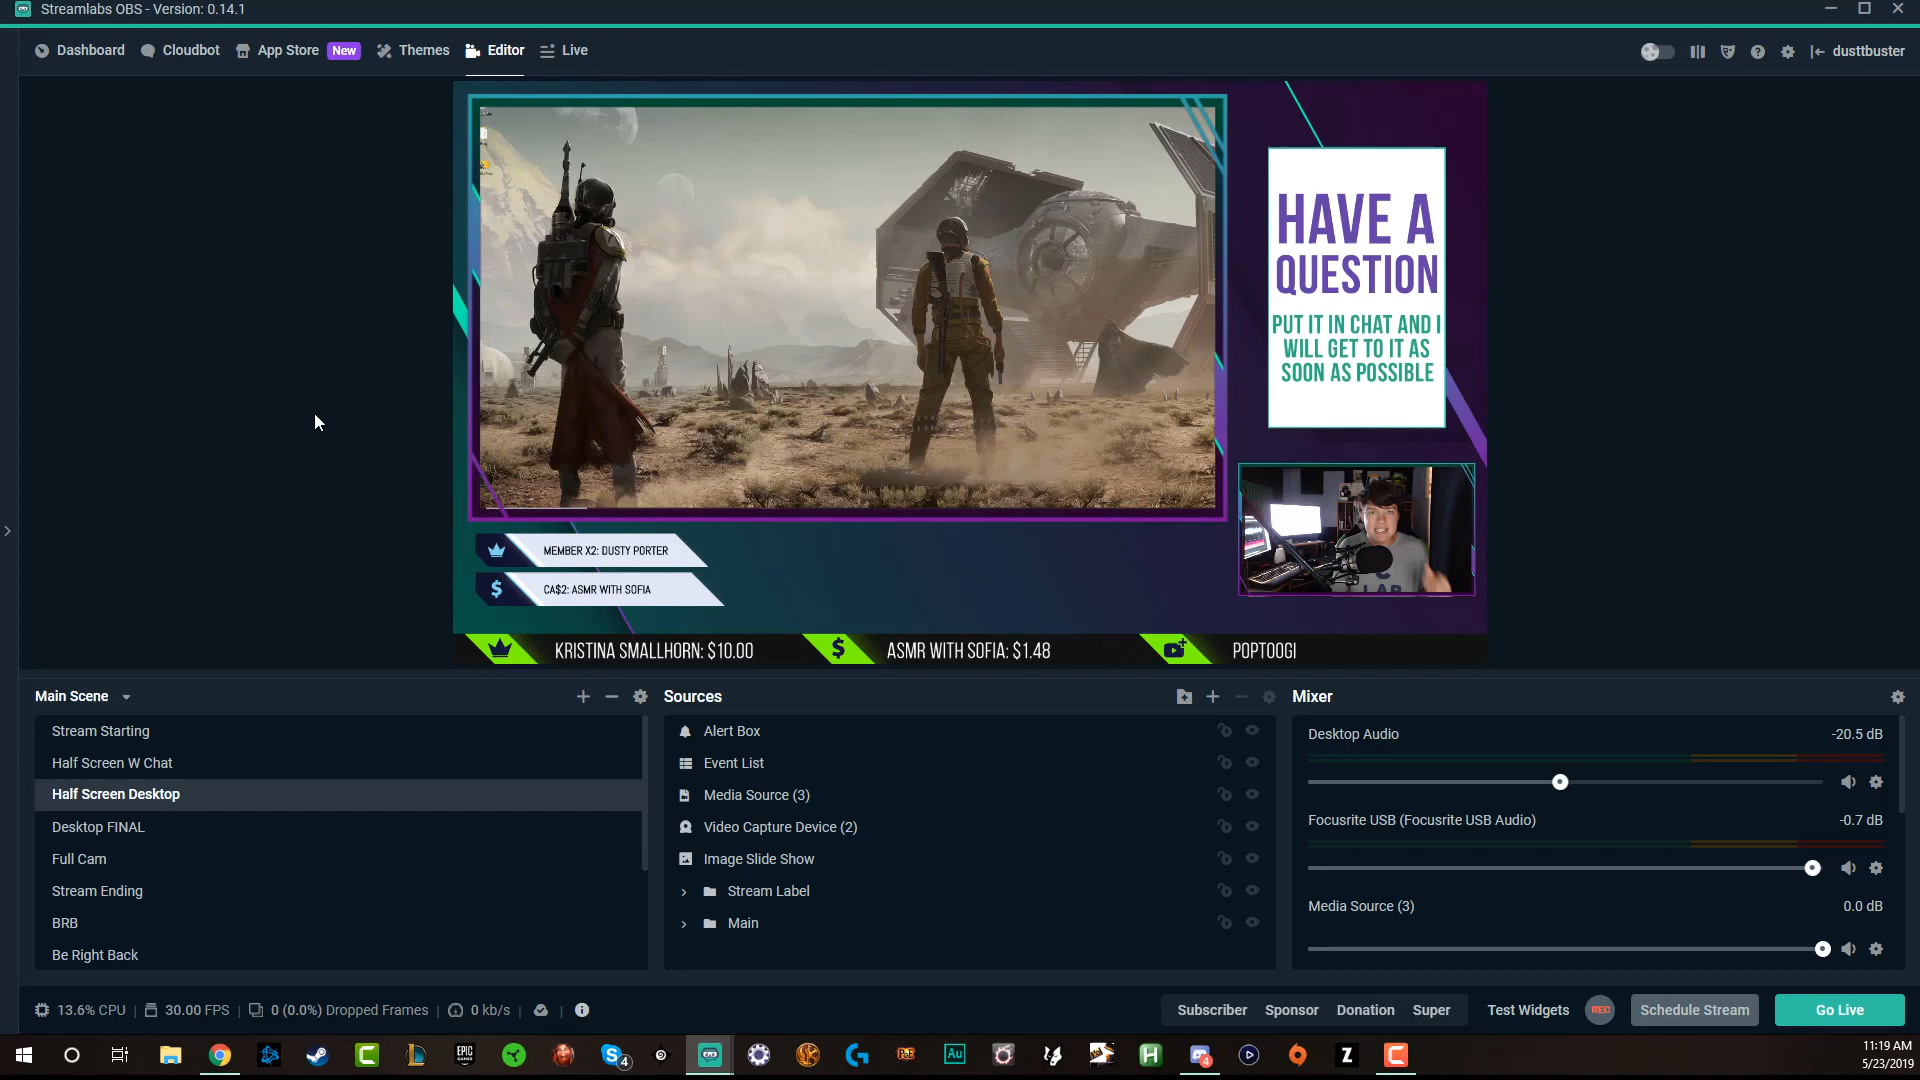 Streamlabs OBS - Version: 0.14.1
Dashboard Cloudbot App Store New Themes Editor Live dusttbuster
HAVE A
QUESTION
PUT IT IN CHAT AND I
WILL GET TO IT AS
SOON AS POSSIBLE
MEMBER X2: DUSTY PORTER
CA$2: ASMR WITH SOFIA
KRISTINA SMALLHORN: $10.00 ASMR WITH SOFIA: $1.48 POPTOOGI
Main Scene
Stream Starting
Half Screen W Chat
Half Screen Desktop
Desktop FINAL
Full Cam
Stream Ending
BRB
Be Right Back
Sources
Alert Box
Event List
Media Source (3)
Video Capture Device (2)
Image Slide Show
Stream Label
Main
Mixer
Desktop Audio -20.5 dB
Focusrite USB (Focusrite USB Audio) -0.7 dB
Media Source (3) 0.0 dB
13.6% CPU | 30.00 FPS | 0 (0.0%) Dropped Frames | 0 kb/s
Subscriber Sponsor Donation Super Test Widgets REC Schedule Stream Go Live
EPIC GAMES 4 PoE Au 4
11:19 AM
5/23/2019